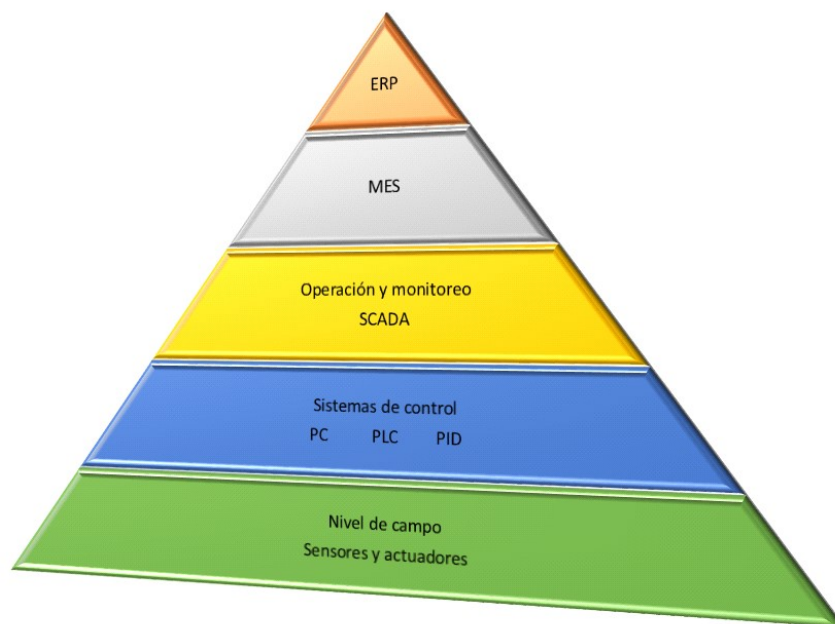 ERP
MES
Operación y monitoreo
SCADA
Sistemas de control
PC PLC PID
Nivel de campo
Sensores y actuadores